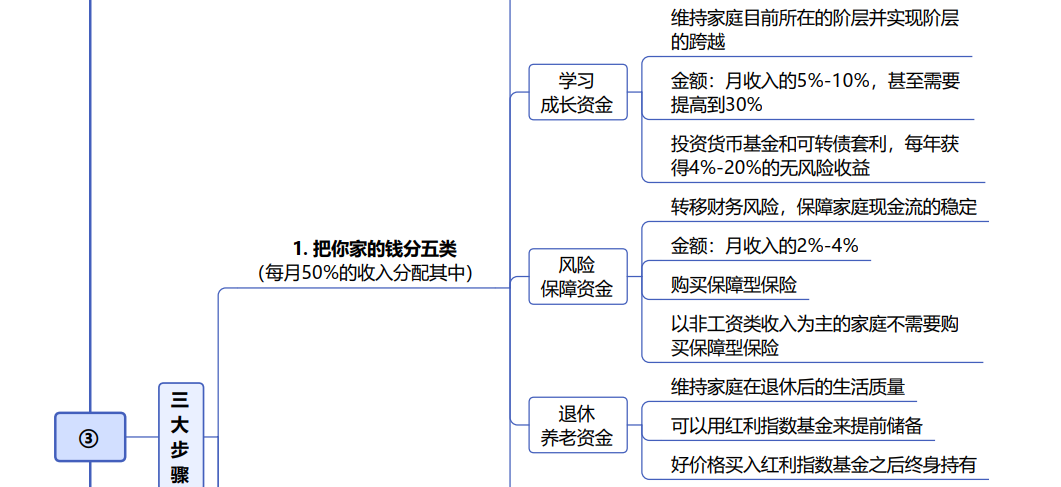 ③
三
大
步
骤
1. 把你家的钱分五类
（每月50%的收入分配其中）
学习
成长资金
维持家庭目前所在的阶层并实现阶层
的跨越
金额：月收入的5%-10%，甚至需要
提高到30%
投资货币基金和可转债套利，每年获
得4%-20%的无风险收益
风险
保障资金
转移财务风险，保障家庭现金流的稳定
金额：月收入的2%-4%
购买保障型保险
以非工资类收入为主的家庭不需要购
买保障型保险
退休
养老资金
维持家庭在退休后的生活质量
可以用红利指数基金来提前储备
好价格买入红利指数基金之后终身持有